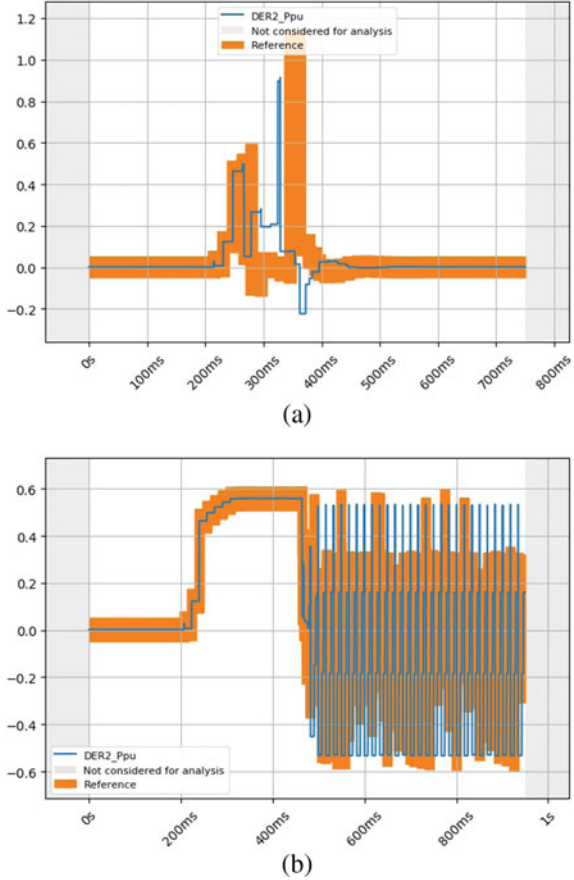 1.2
1.0
0.8
0.6
0.4
0.2
0.0
−0.2
DER2_Ppu
Not considered for analysis
Reference
0s
100ms
200ms
300ms
400ms
600ms
700ms
800ms
(a)
0.6
0.4
0.2
0.0
−0.2
−0.4
−0.6
DER2_Ppu
Not considered for analysis
Reference
0s
200ms
400ms
600ms
800ms
1s
(b)